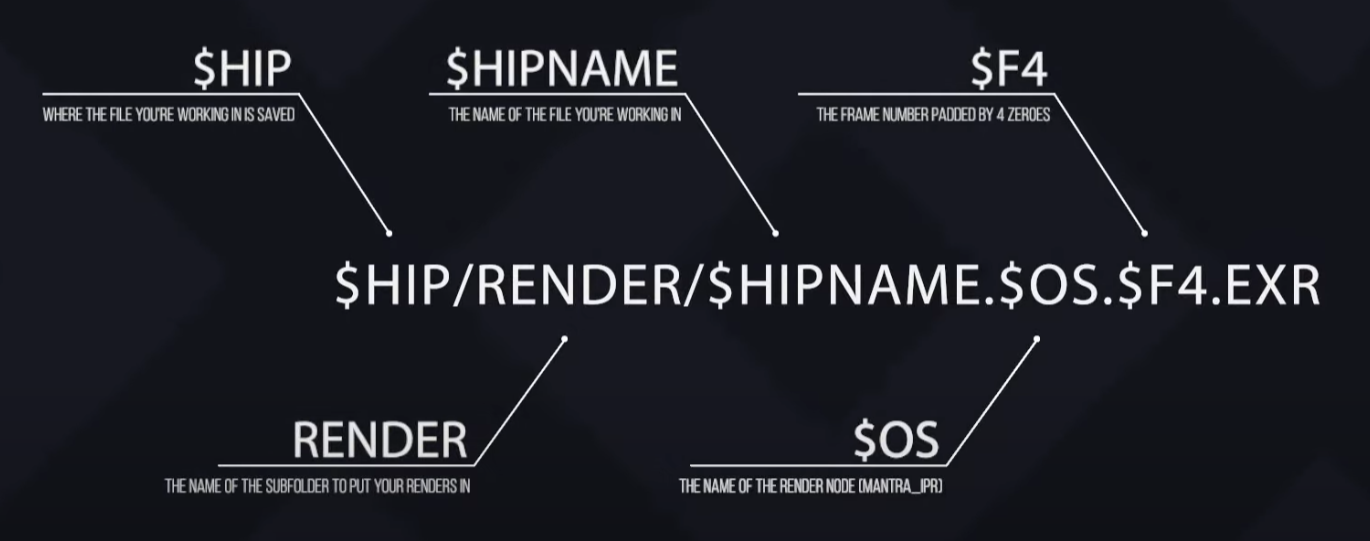 $HIP
WHERE THE FILE YOU'RE WORKING IN IS SAVED
$HIPNAME
THE NAME OF THE FILE YOU'RE WORKING IN
$F4
THE FRAME NUMBER PADDED BY 4 ZEROES
$HIP/RENDER/$HIPNAME.$OS.$F4.EXR
RENDER
THE NAME OF THE SUBFOLDER TO PUT YOUR RENDERS IN
$OS
THE NAME OF THE RENDER NODE (MANTRA_IPR)